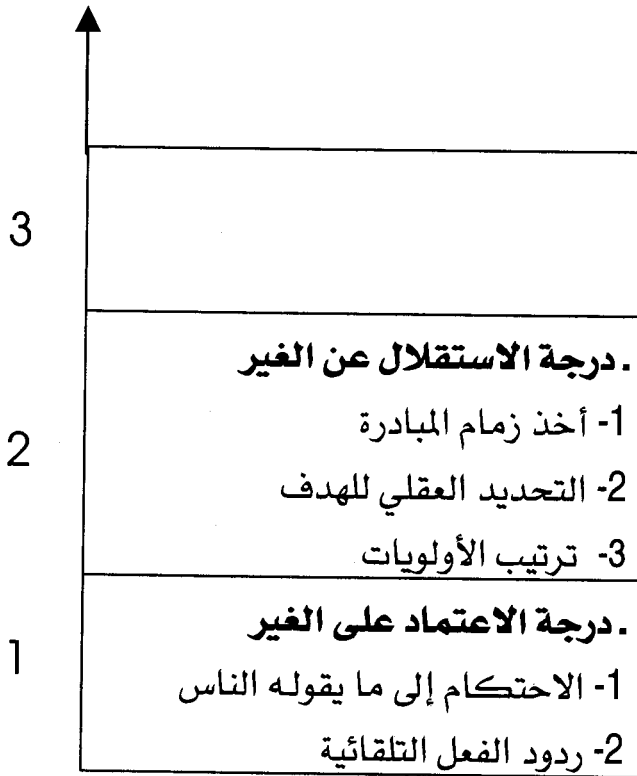 3
2
.درجة الاستقلال عن الغير
1- أخذ زمام المبادرة
2- التحديد العقلي للهدف
3- ترتيب الأولويات
1
.درجة الاعتماد على الغير
1- الاحتكام إلى ما يقوله الناس
2- ردود الفعل التلقائية